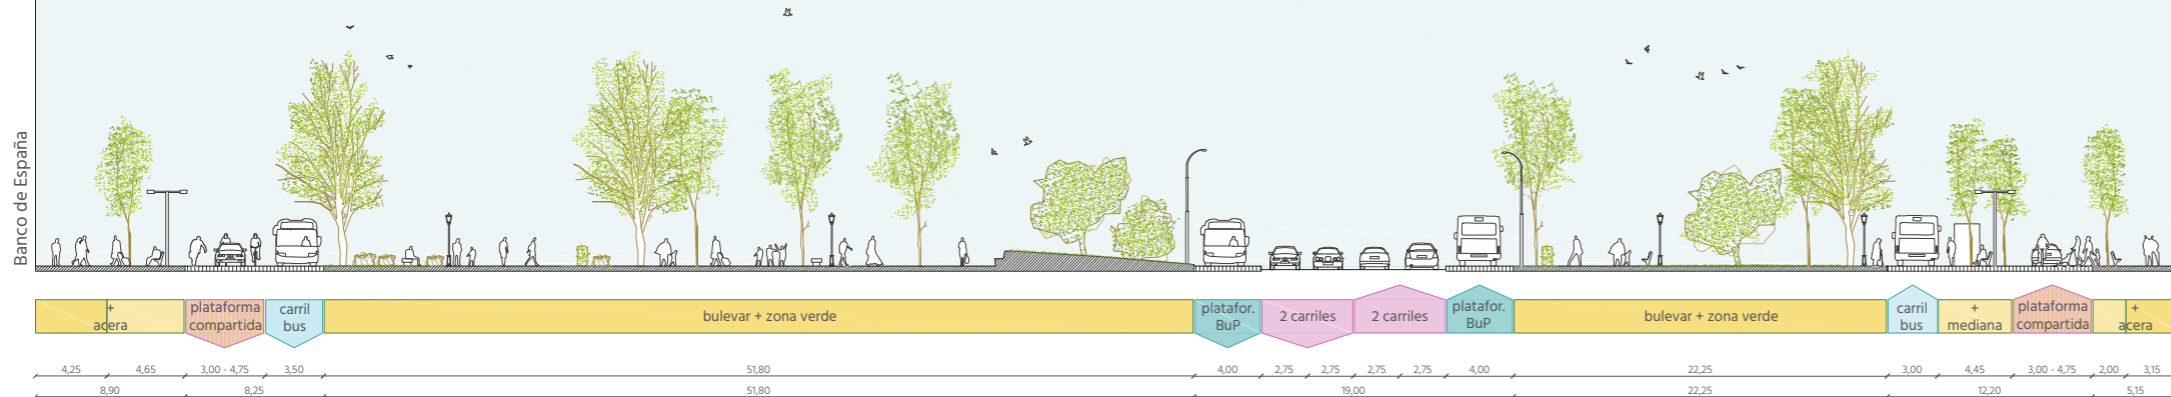 Banco de España
+
acera
plataforma
compartida
carril
bus
bulevar + zona verde
platafor.
BuP
2 carriles
2 carriles
platafor.
BuP
bulevar + zona verde
carril
bus
+
mediana
plataforma
compartida
+
acera
4,25 4,65 3,00 - 4,75 3,50 51,80 4,00 2,75 2,75 2,75 2,75 4,00 22,25 3,00 4,45 3,00 - 4,75 2,00 3,15
8,90 8,25 51,80 19,00 22,25 12,20 5,15